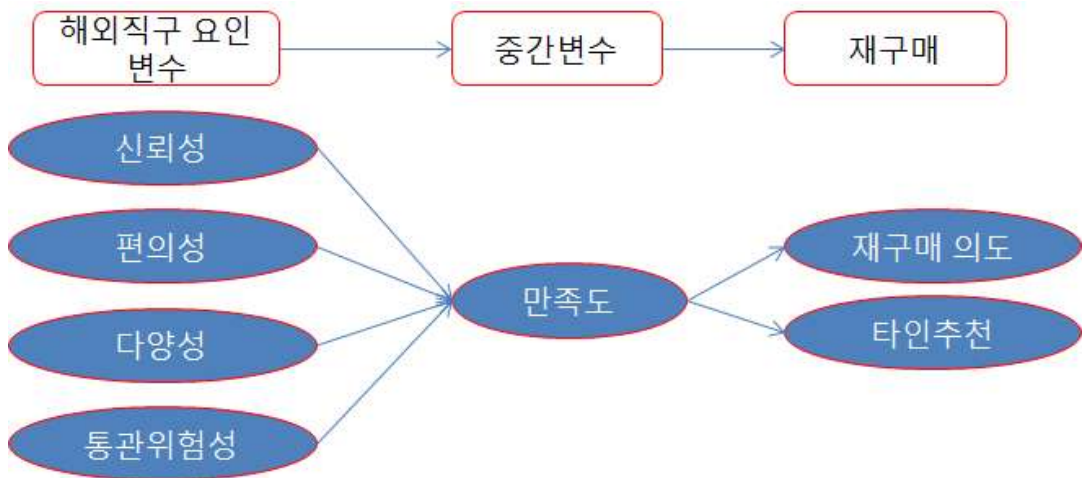 해외직구 요인
변수
중간변수
재구매
신뢰성
편의성
재구매 의도
만족도
다양성
타인추천
통관위험성